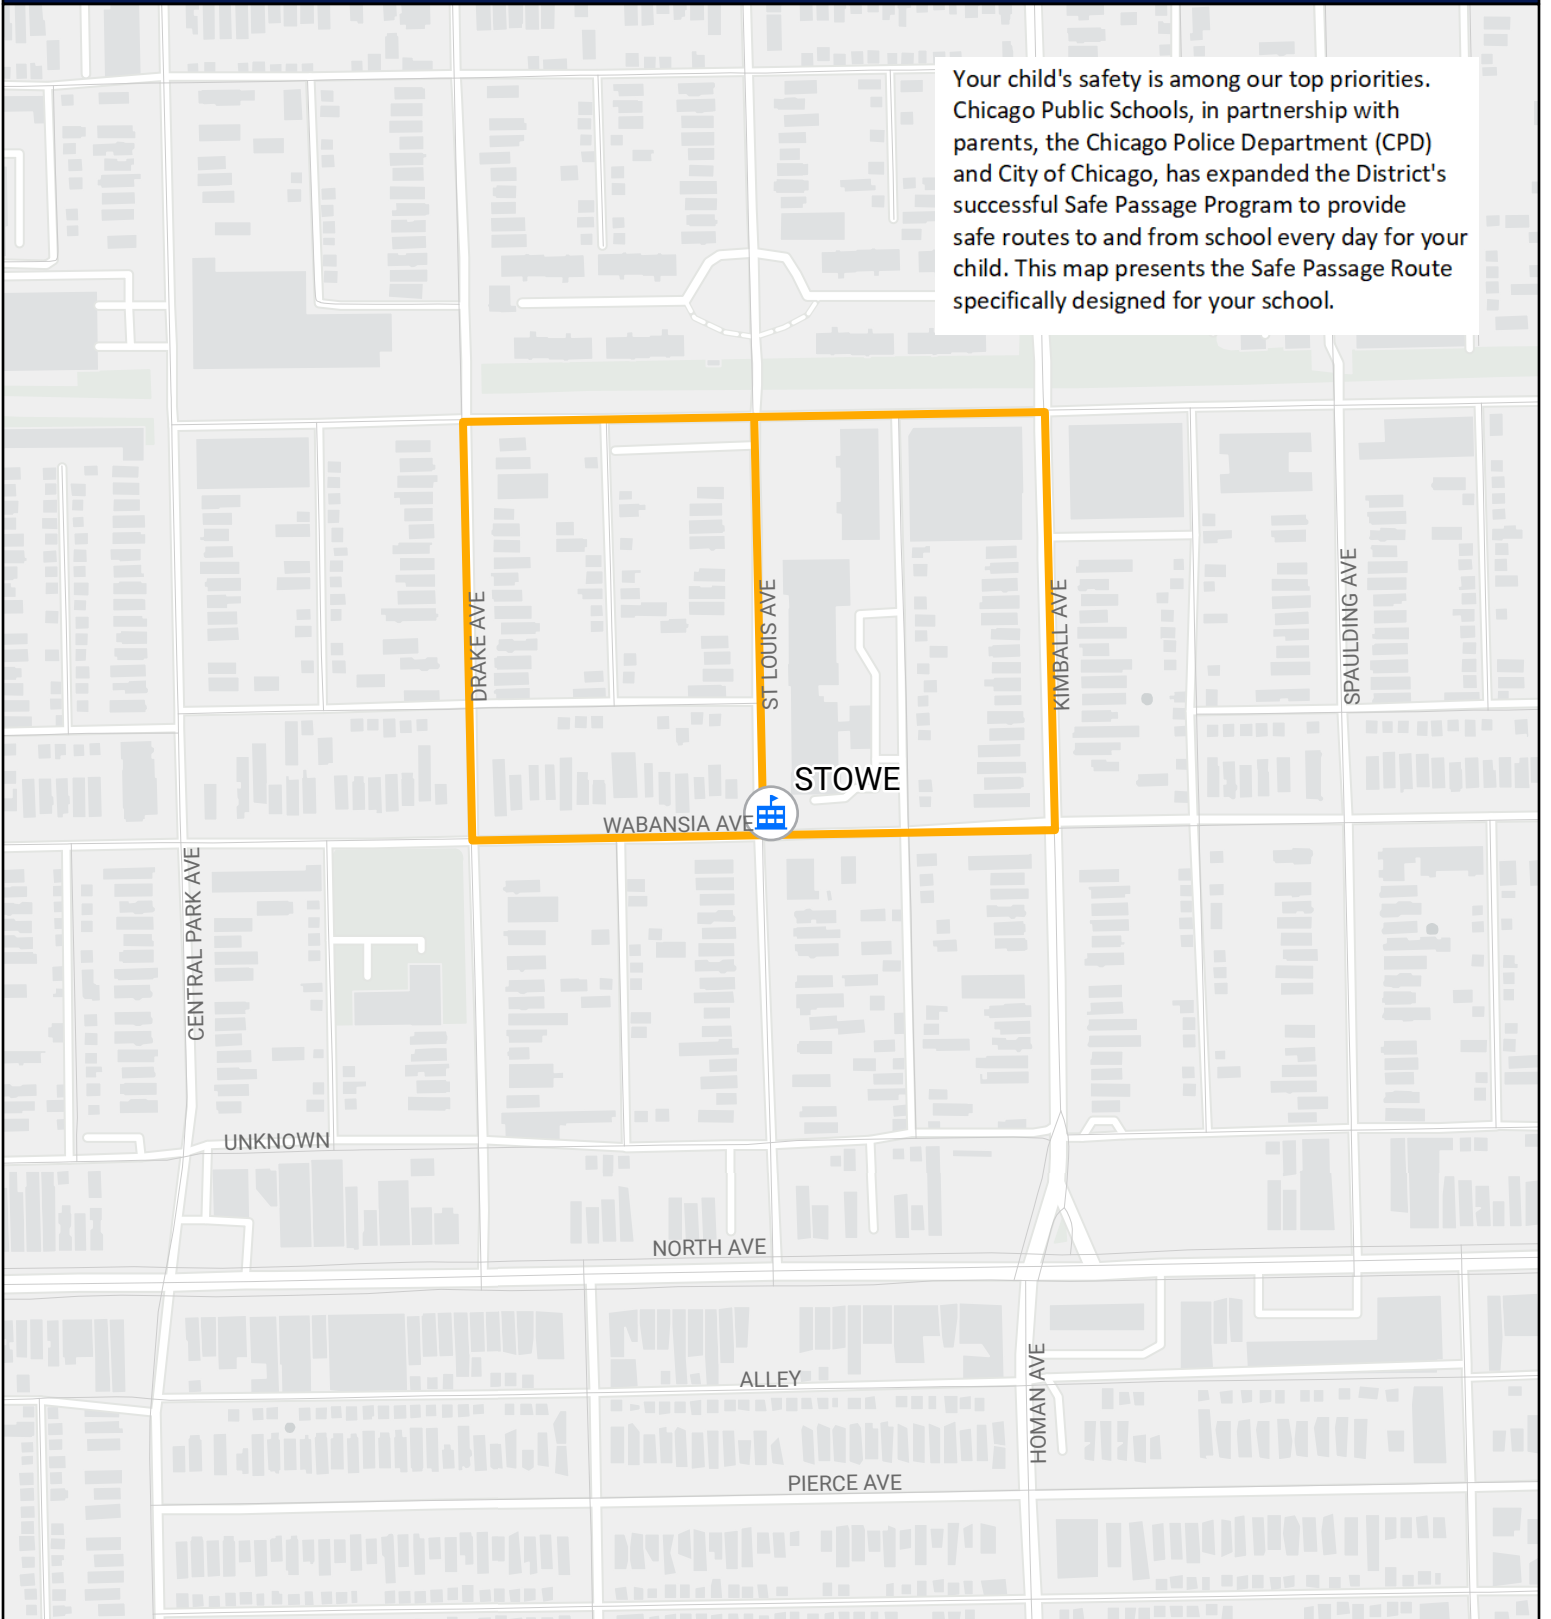 Your child's safety is among our top priorities.
Chicago Public Schools, in partnership with
parents, the Chicago Police Department (CPD)
and City of Chicago, has expanded the District's
successful Safe Passage Program to provide
safe routes to and from school every day for your
child. This map presents the Safe Passage Route
specifically designed for your school.
DRAKE AVE
ST LOUIS AVE
KIMBALL AVE
SPAULDING AVE
STOWE
WABANSIA AVE
CENTRAL PARK AVE
UNKNOWN
NORTH AVE
ALLEY
HOMAN AVE
PIERCE AVE